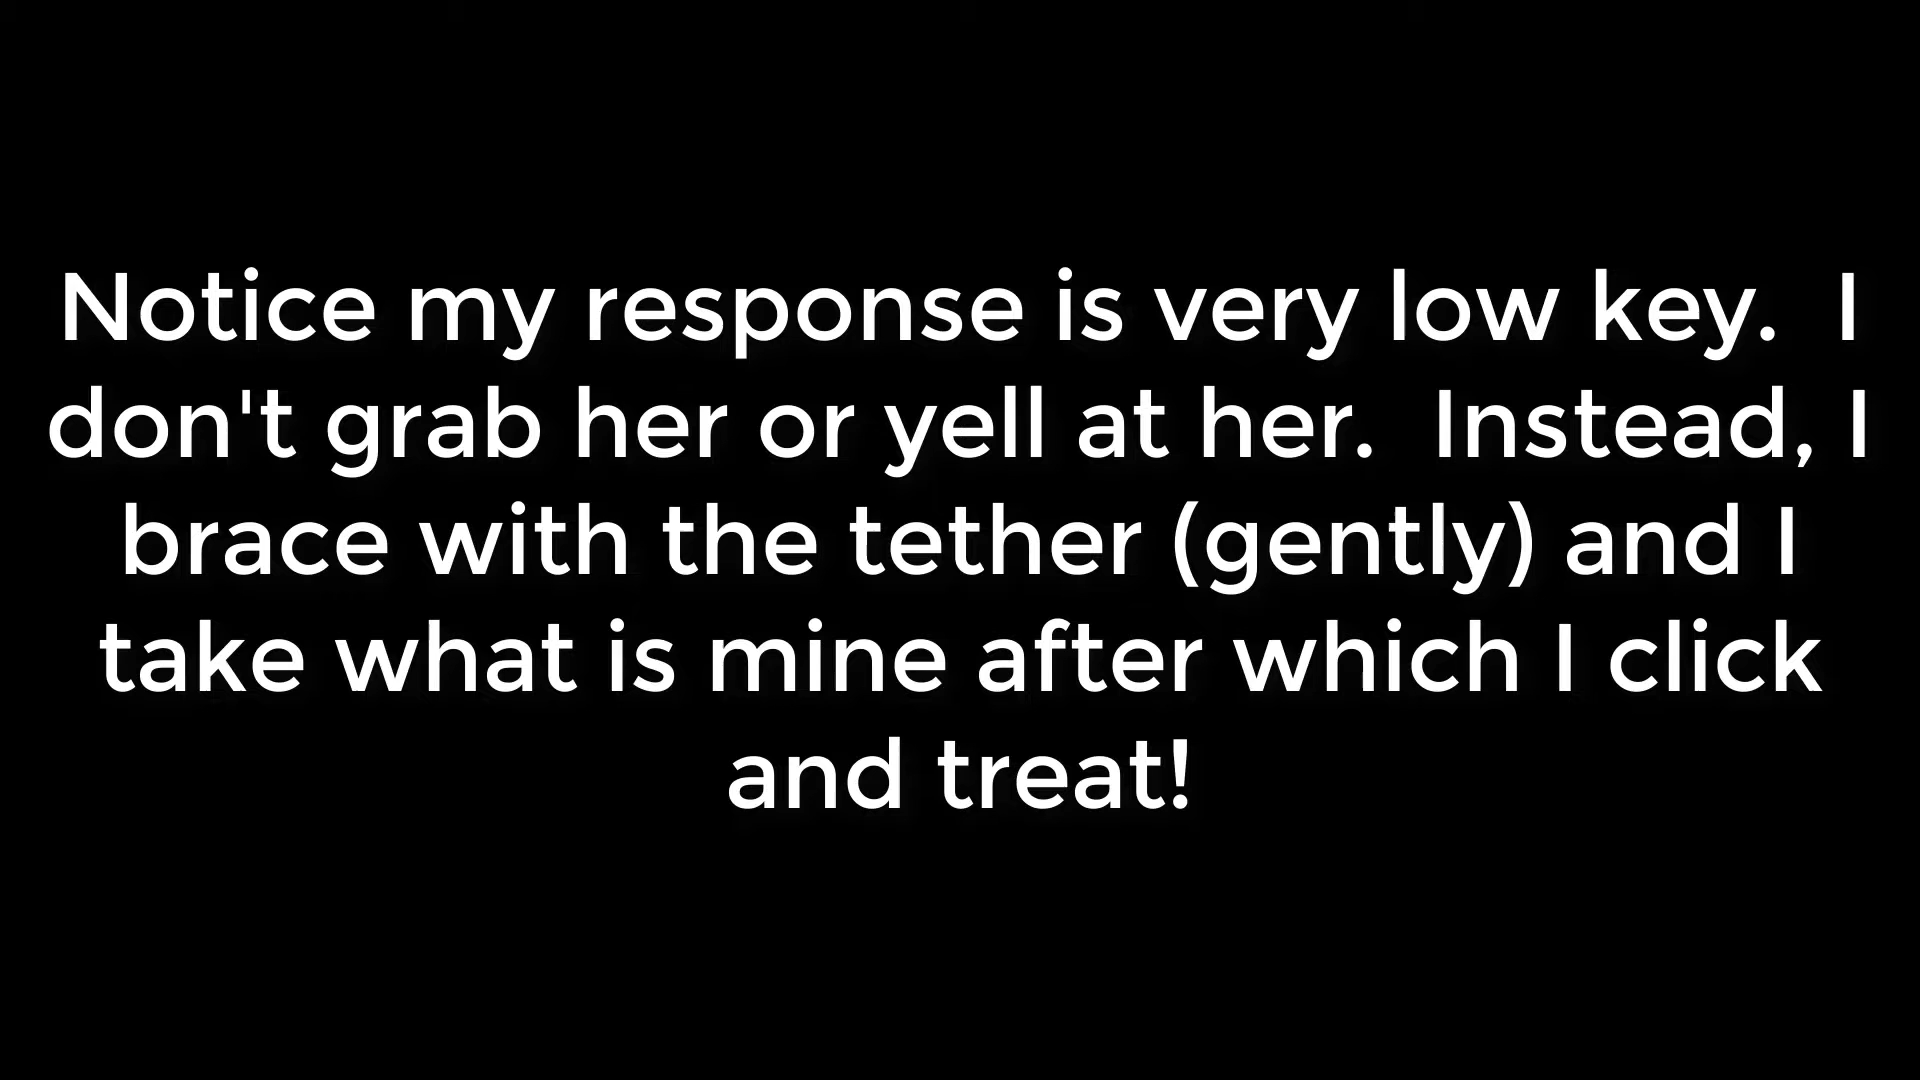 Notice my response is very low key.  I
don't grab her or yell at her.  Instead, I
brace with the tether (gently) and I
take what is mine after which I click
and treat!